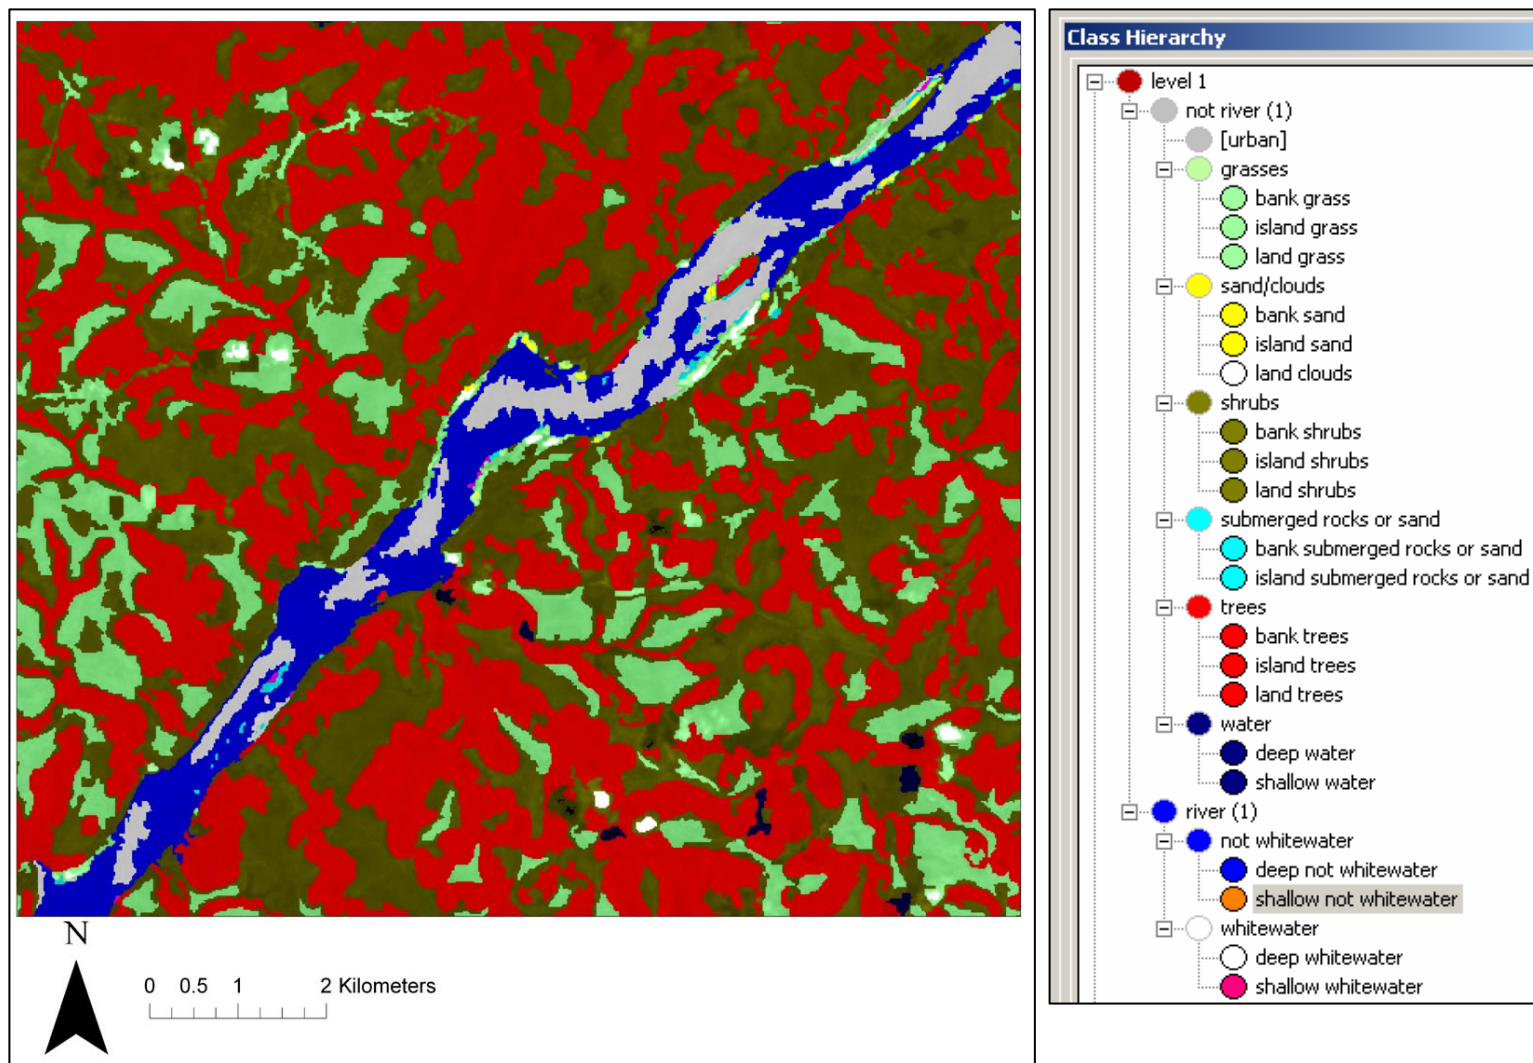 Class Hierarchy
level 1
not river (1)
[urban]
grasses
bank grass
island grass
land grass
sand/clouds
bank sand
island sand
land clouds
shrubs
bank shrubs
island shrubs
land shrubs
submerged rocks or sand
bank submerged rocks or sand
island submerged rocks or sand
trees
bank trees
island trees
land trees
water
deep water
shallow water
river (1)
not whitewater
deep not whitewater
shallow not whitewater
whitewater
deep whitewater
shallow whitewater
N
0 0.5 1 2 Kilometers